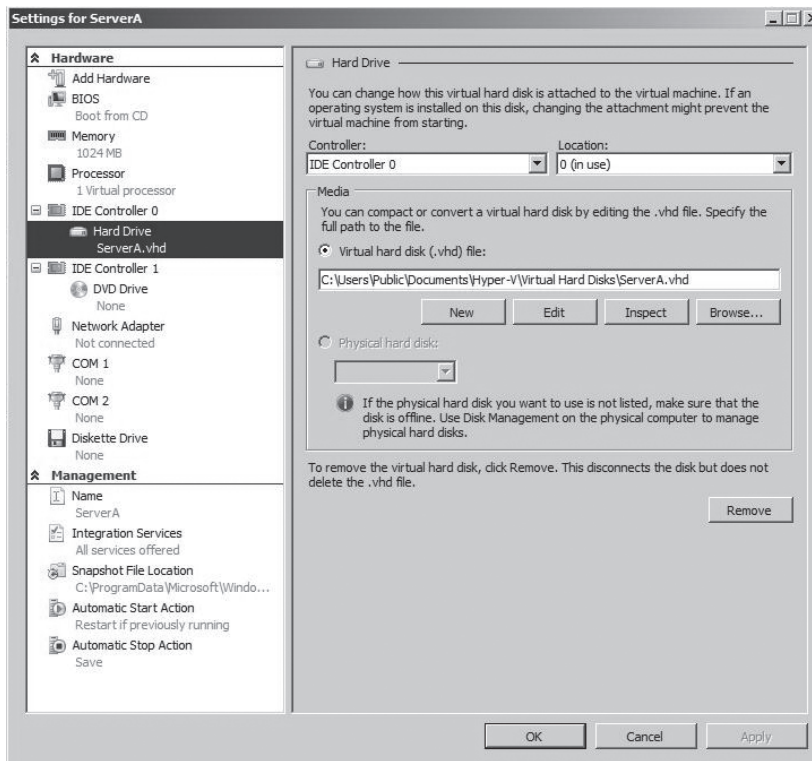 Settings for ServerA
Hardware
Add Hardware
BIOS
Boot from CD
Memory
1024 MB
Processor
1 Virtual processor
IDE Controller 0
Hard Drive
ServerA.vhd
IDE Controller 1
DVD Drive
None
Network Adapter
Not connected
COM 1
None
COM 2
None
Diskette Drive
None
Management
Name
ServerA
Integration Services
All services offered
Snapshot File Location
C:\ProgramData\Microsoft\Windo...
Automatic Start Action
Restart if previously running
Automatic Stop Action
Save
Hard Drive
You can change how this virtual hard disk is attached to the virtual machine. If an
operating system is installed on this disk, changing the attachment might prevent the
virtual machine from starting.
Controller:
Location:
IDE Controller 0
0 (in use)
Media
You can compact or convert a virtual hard disk by editing the .vhd file. Specify the
full path to the file.
Virtual hard disk (.vhd) file:
C:\Users\Public\Documents\Hyper-V\Virtual Hard Disks\ServerA.vhd
New
Edit
Inspect
Browse...
Physical hard disk:
If the physical hard disk you want to use is not listed, make sure that the
disk is offline. Use Disk Management on the physical computer to manage
physical hard disks.
To remove the virtual hard disk, click Remove. This disconnects the disk but does not
delete the .vhd file.
Remove
OK
Cancel
Apply